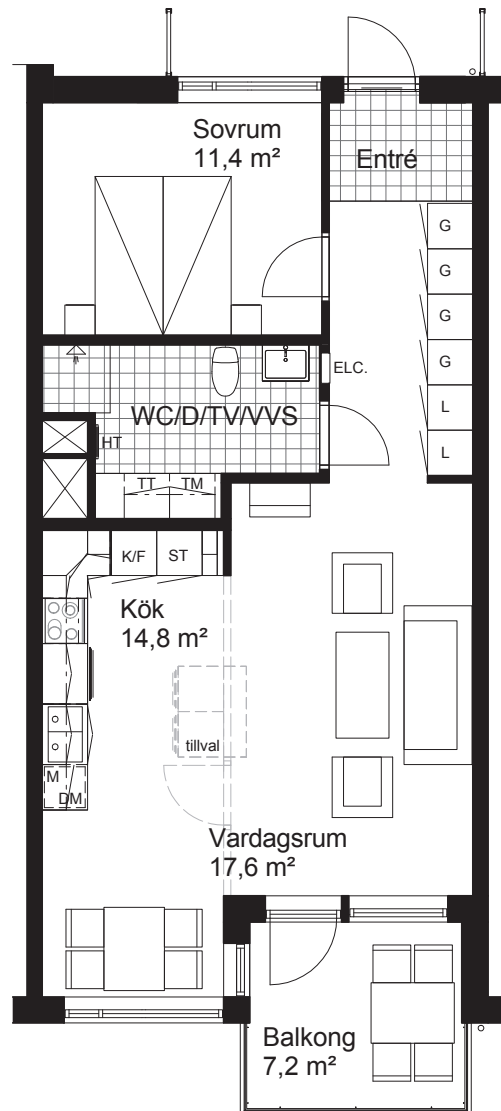 Sovrum
11,4 m²
Entré
G
G
G
G
L
L
ELC.
WC/D/TV/VVS
HT
TT
TM
K/F
ST
Kök
14,8 m²
tillval
M
DM
Vardagsrum
17,6 m²
Balkong
7,2 m²